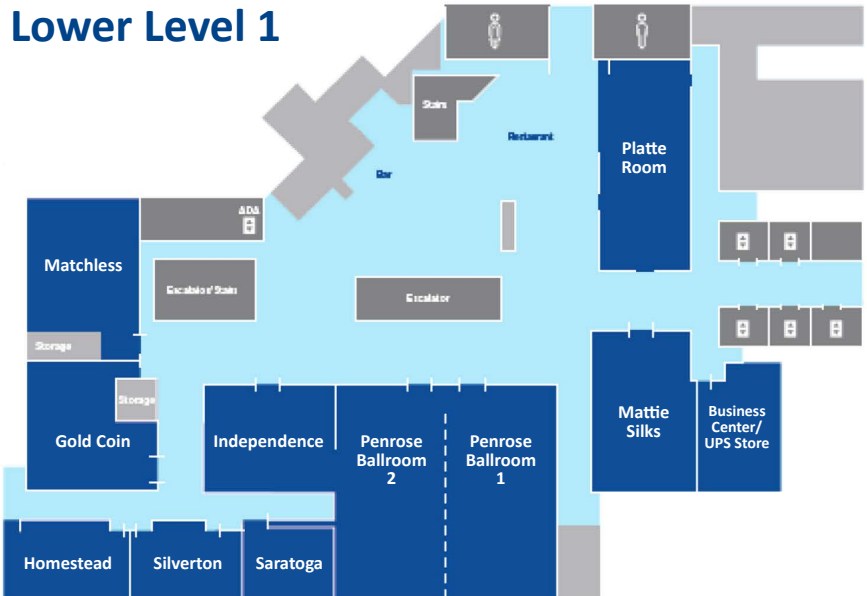 Lower Level 1
Stairs
Restaurant
Platte
Room
Bar
ADA
Matchless
Escalator/Stair
Escalator
Storage
Storage
Gold Coin
Independence
Penrose
Ballroom
2
Penrose
Ballroom
1
Mattie
Silks
Business
Center/
UPS Store
Homestead
Silverton
Saratoga